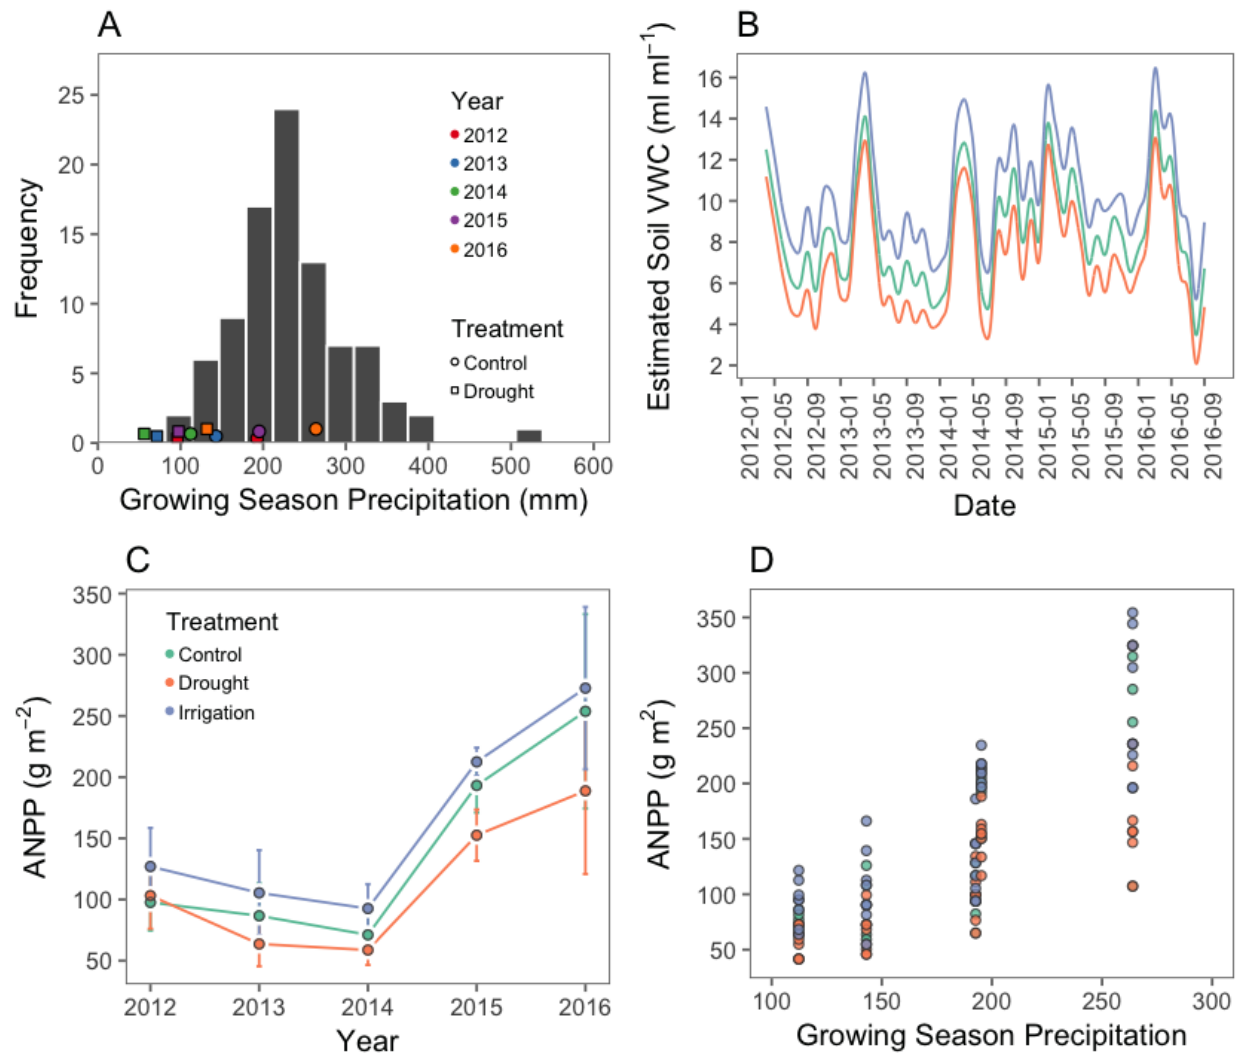 A
Frequency
25
20
15
10
5
0
0 100 200 300 400 500 600
Growing Season Precipitation (mm)
Year
2012
2013
2014
2015
2016
Treatment
Control
Drought
B
Estimated Soil VWC (ml ml⁻¹)
16
14
12
10
8
6
4
2
2012-01
2012-05
2012-09
2013-01
2013-05
2013-09
2014-01
2014-05
2014-09
2015-01
2015-05
2015-09
2016-01
2016-05
2016-09
Date
C
ANPP (g m⁻²)
350
300
250
200
150
100
50
Treatment
Control
Drought
Irrigation
2012 2013 2014 2015 2016
Year
D
ANPP (g m²)
350
300
250
200
150
100
50
100 150 200 250 300
Growing Season Precipitation